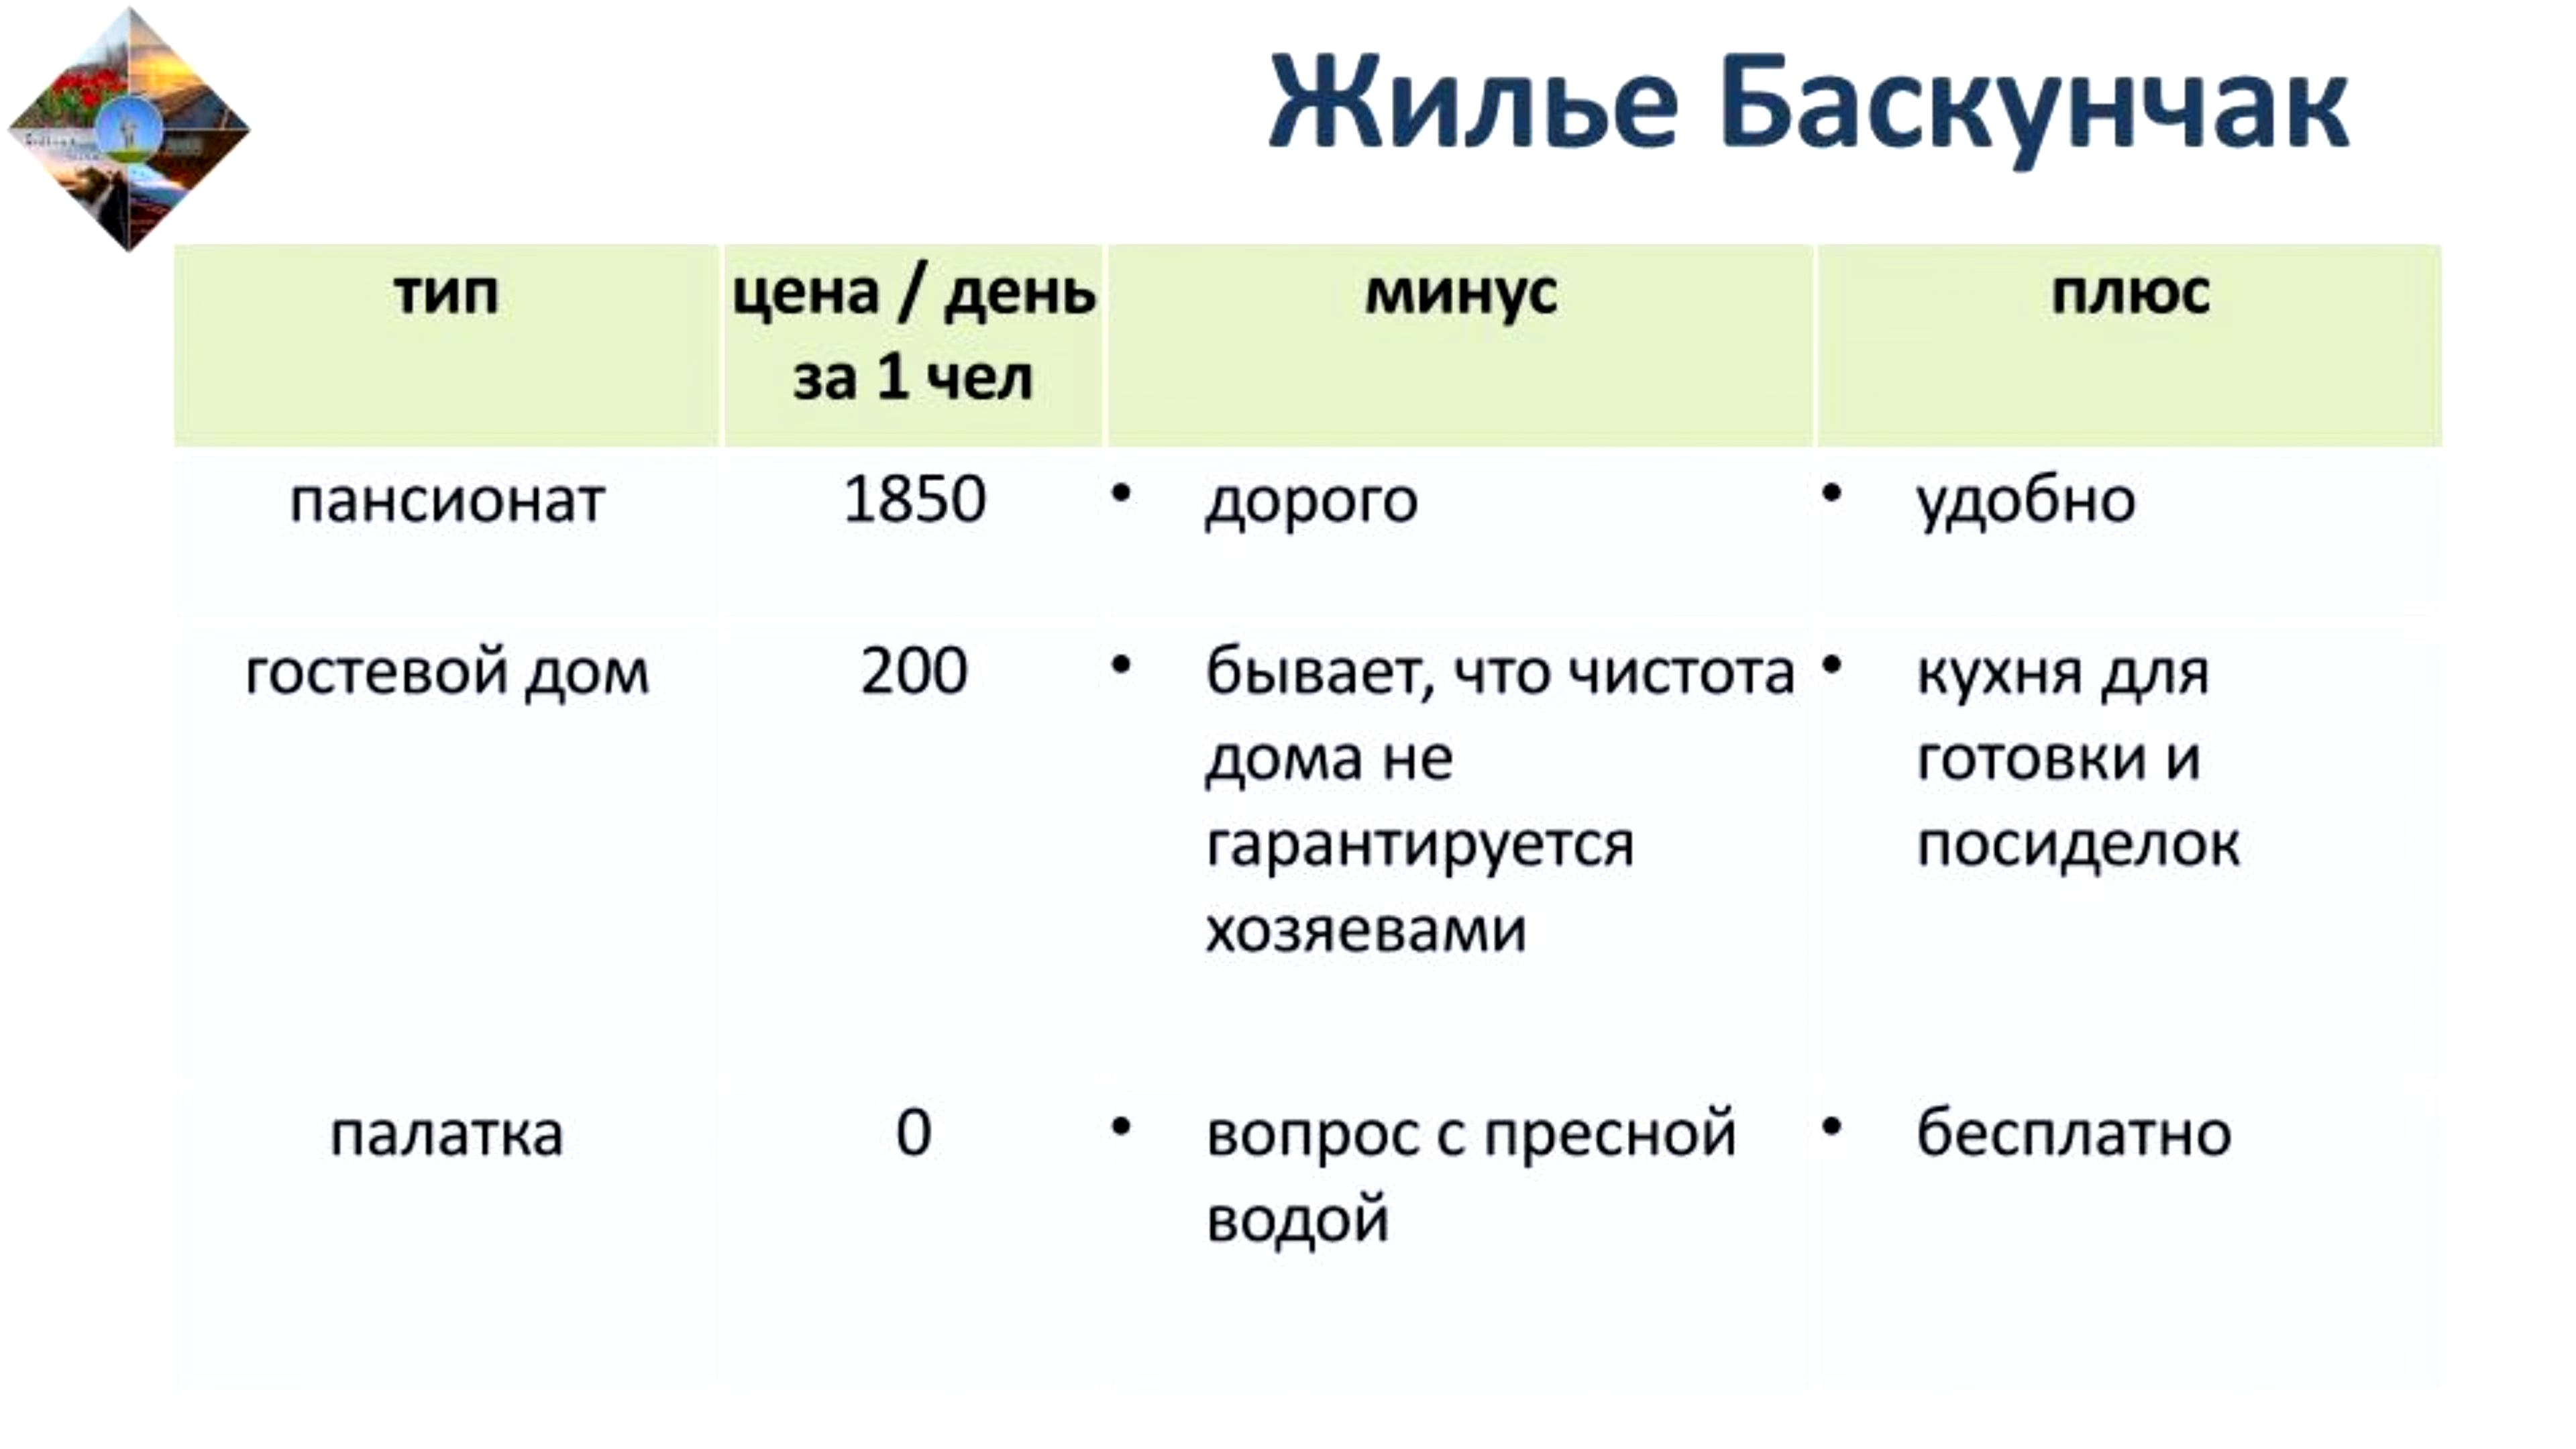 Жилье Баскунчак
тип
цена / день
за 1 чел
минус
плюс
пансионат
1850
• дорого
• удобно
гостевой дом
200
• бывает, что чистота
дома не
гарантируется
хозяевами
• кухня для
готовки и
посиделок
палатка
0
• вопрос с пресной
водой
• бесплатно